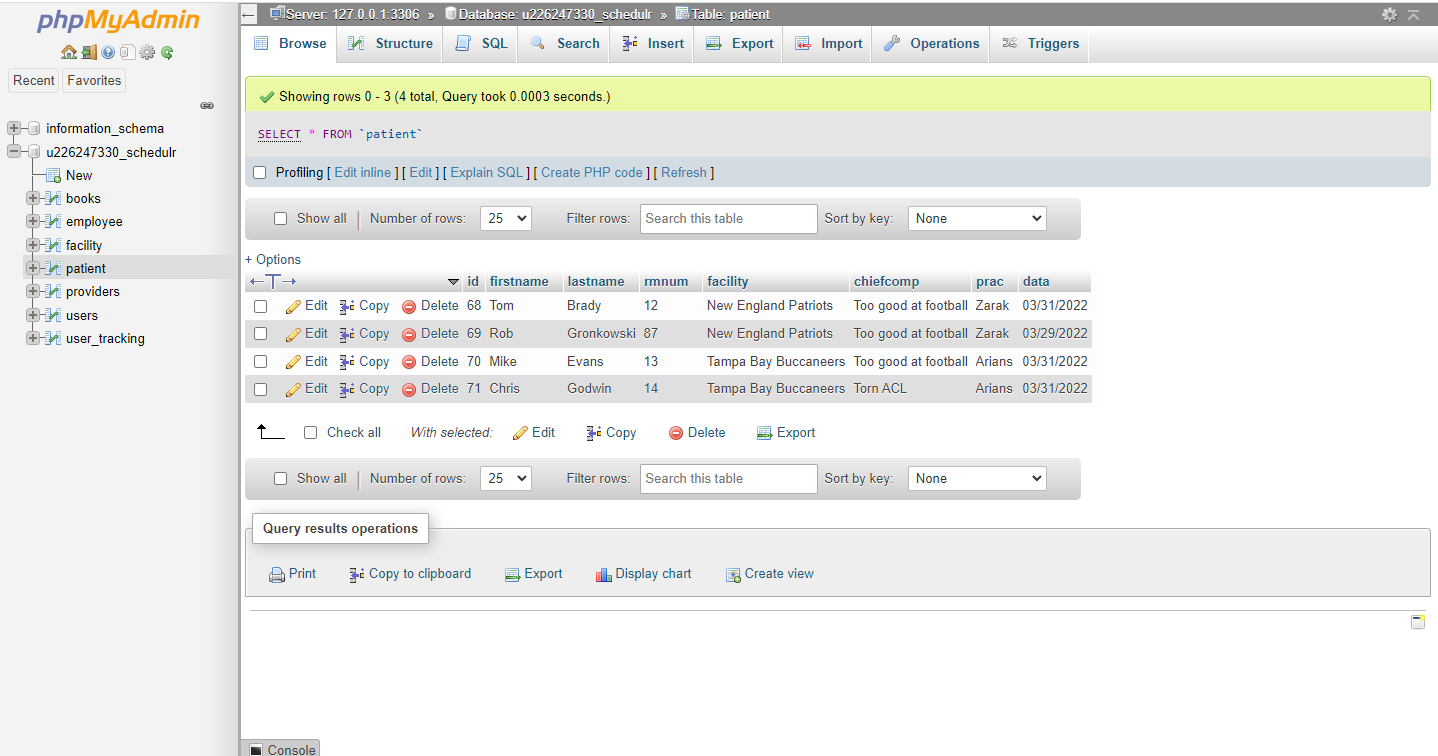 phpMyAdmin
Recent Favorites
information_schema
u226247330_schedulr
New
books
employee
facility
patient
providers
users
user_tracking
Server: 127.0.0.1:3306 » Database: u226247330_schedulr » Table: patient
Browse Structure SQL Search Insert Export Import Operations Triggers
Showing rows 0 - 3 (4 total, Query took 0.0003 seconds.)
SELECT * FROM `patient`
Profiling [ Edit inline ] [ Edit ] [ Explain SQL ] [ Create PHP code ] [ Refresh ]
Show all | Number of rows: 25 Filter rows: Search this table Sort by key: None
+ Options
←T→ id firstname lastname rmnum facility chiefcomp prac data
Edit Copy Delete 68 Tom Brady 12 New England Patriots Too good at football Zarak 03/31/2022
Edit Copy Delete 69 Rob Gronkowski 87 New England Patriots Too good at football Zarak 03/29/2022
Edit Copy Delete 70 Mike Evans 13 Tampa Bay Buccaneers Too good at football Arians 03/31/2022
Edit Copy Delete 71 Chris Godwin 14 Tampa Bay Buccaneers Torn ACL Arians 03/31/2022
Check all With selected: Edit Copy Delete Export
Show all | Number of rows: 25 Filter rows: Search this table Sort by key: None
Query results operations
Print Copy to clipboard Export Display chart Create view
Console